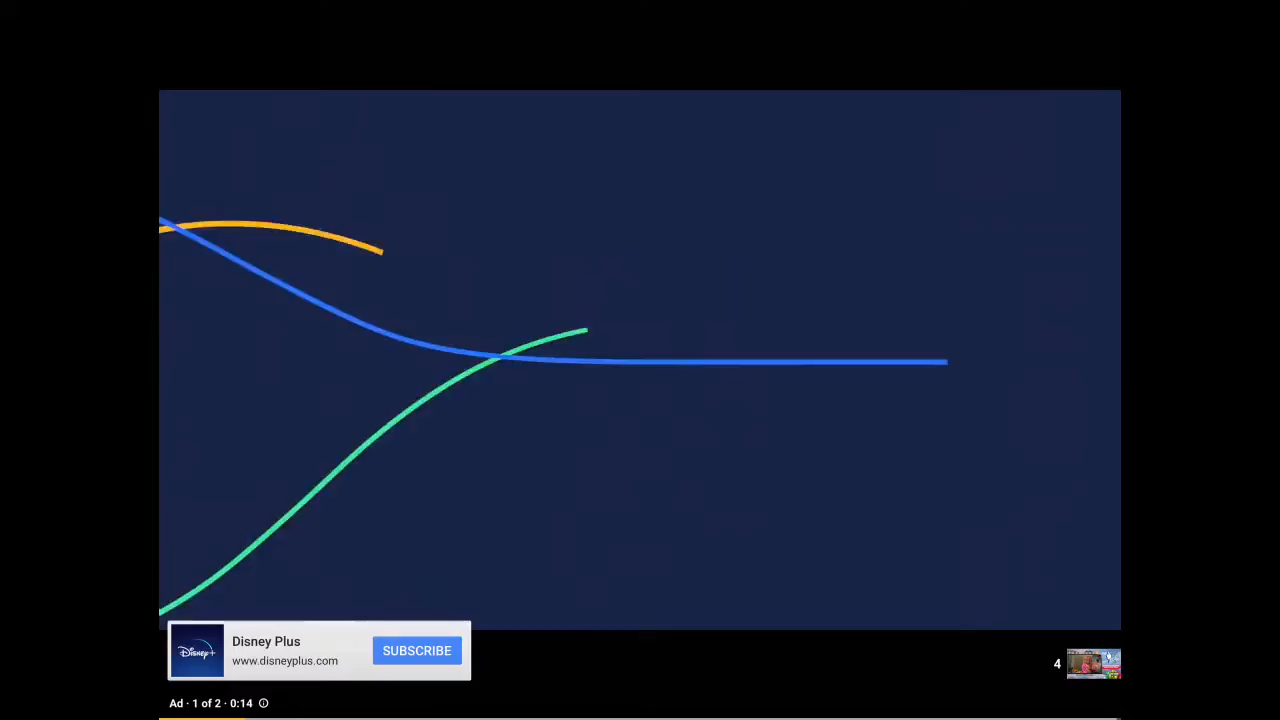 Disney+
Disney Plus
www.disneyplus.com
SUBSCRIBE
4
Ad · 1 of 2 · 0:14